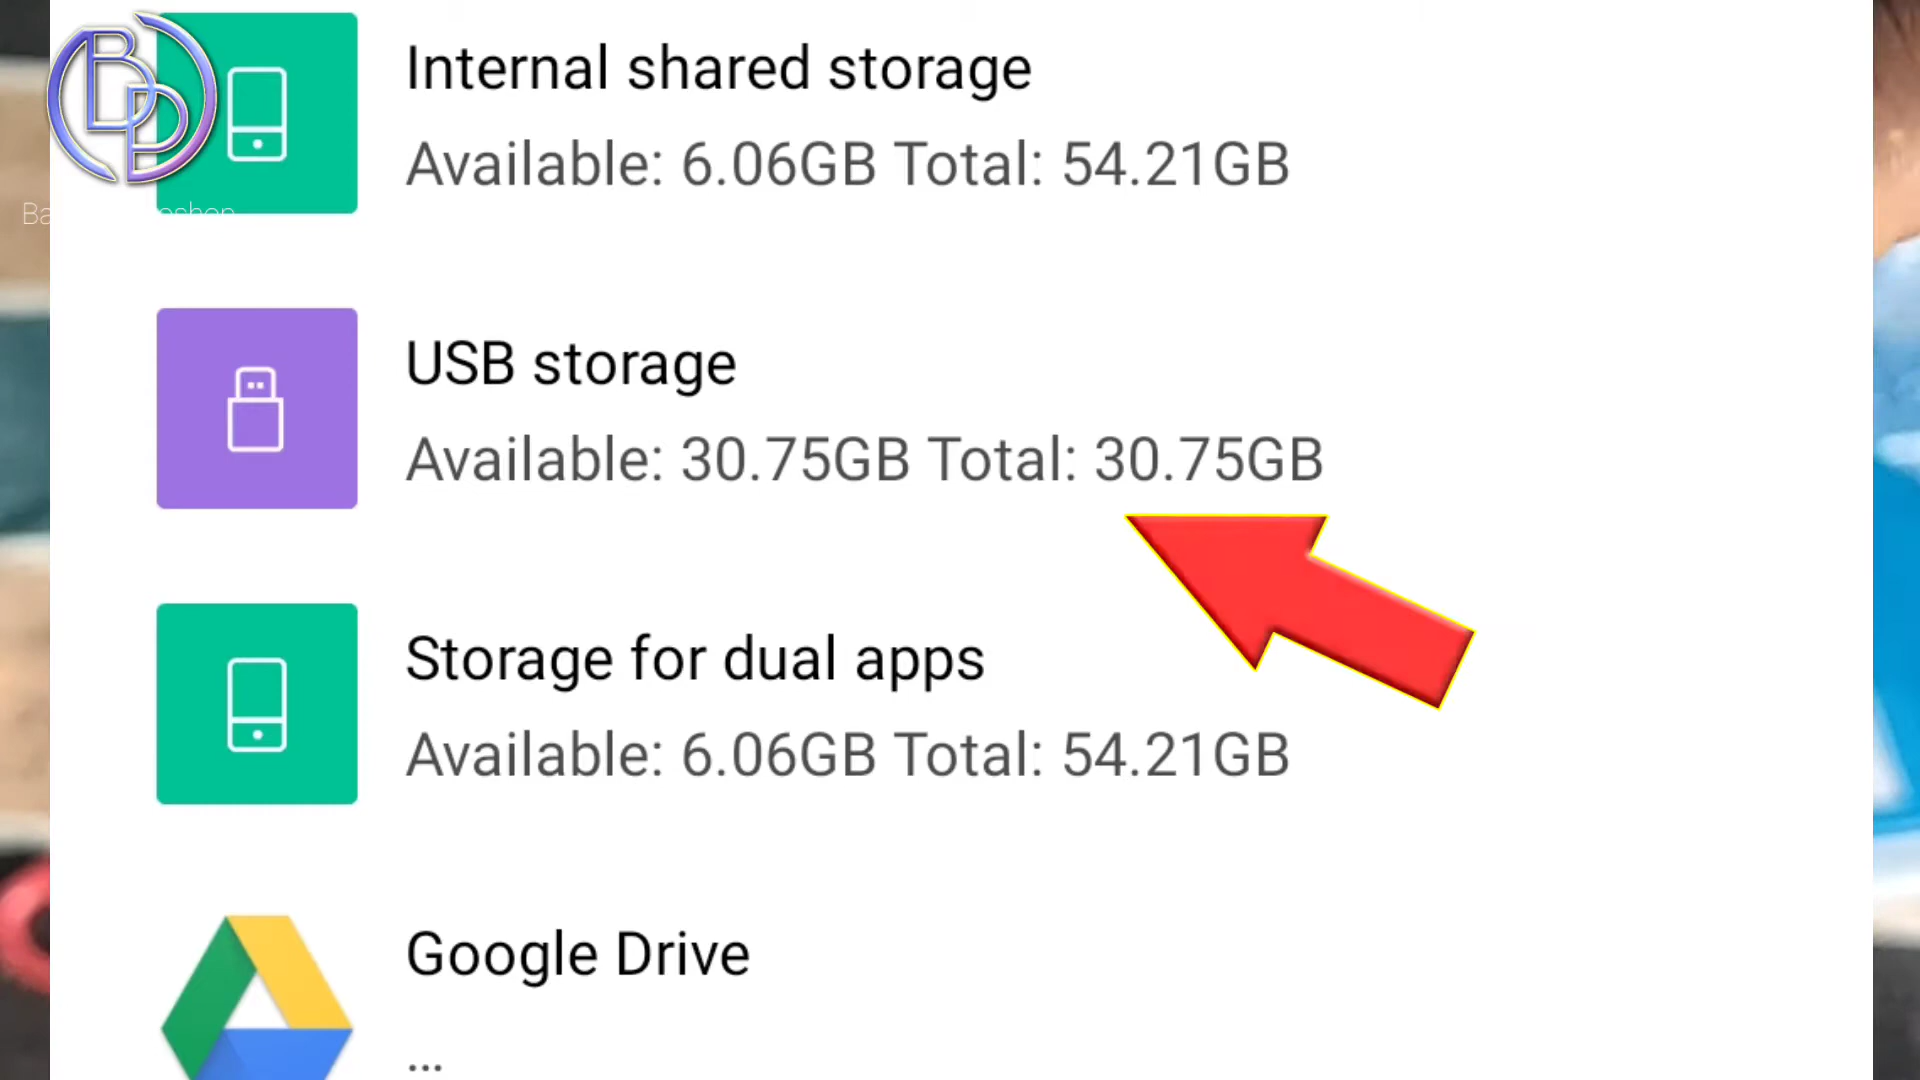 Internal shared storage
Available: 6.06GB Total: 54.21GB
USB storage
Available: 30.75GB Total: 30.75GB
Storage for dual apps
Available: 6.06GB Total: 54.21GB
Google Drive
...